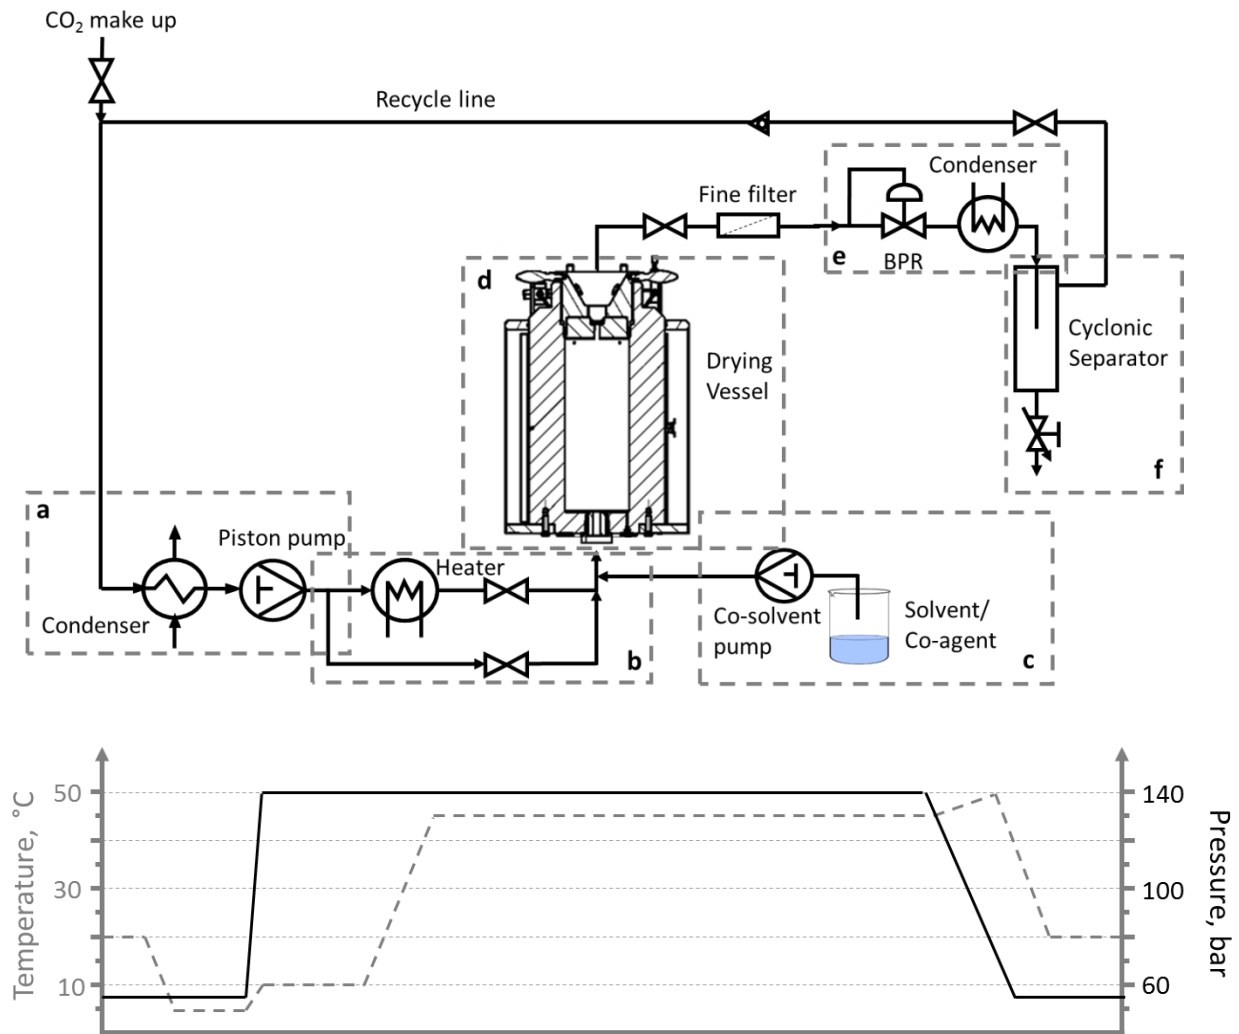 CO₂ make up
Recycle line
Condenser
Fine filter
e
BPR
d
Cyclonic
Separator
Drying
Vessel
f
a
Piston pump
Heater
Condenser
b
Co-solvent
pump
Solvent/
Co-agent
c
Temperature, °C
50
30
10
140
100
60
Pressure, bar